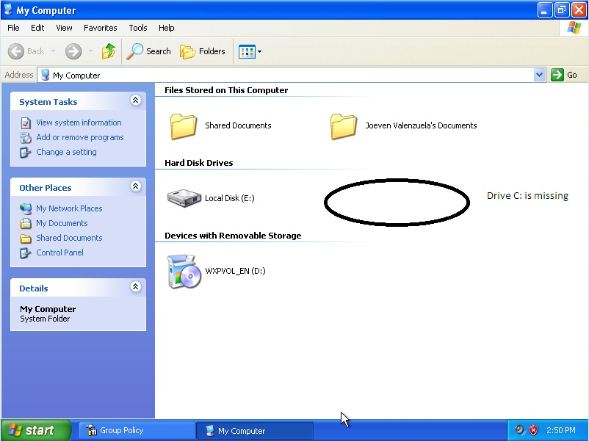 My Computer
File Edit View Favorites Tools Help
Back Search Folders
Address My Computer Go
System Tasks
View system information
Add or remove programs
Change a setting
Other Places
My Network Places
My Documents
Shared Documents
Control Panel
Details
My Computer
System Folder
Files Stored on This Computer
Shared Documents Joeven Valenzuela's Documents
Hard Disk Drives
Local Disk (E:) Drive C: is missing
Devices with Removable Storage
WXPVOL_EN (D:)
start Group Policy My Computer 2:50 PM